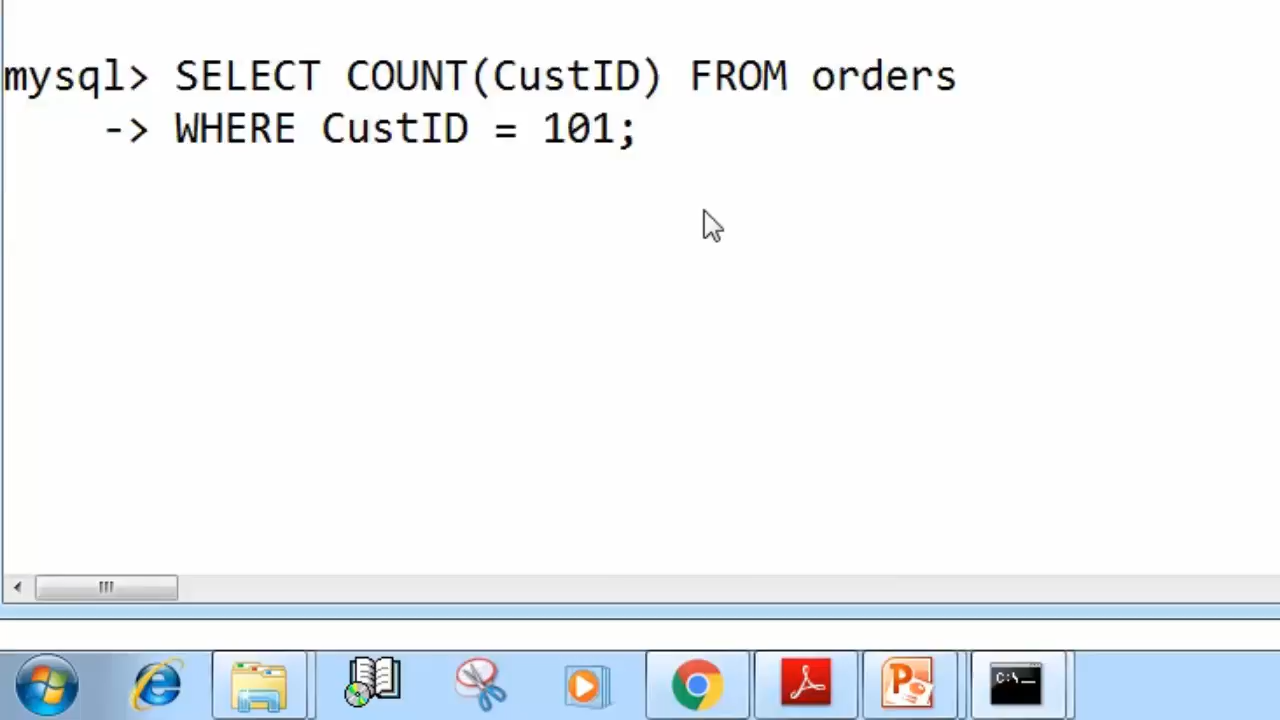 mysql> SELECT COUNT(CustID) FROM orders
-> WHERE CustID = 101;
C:\_